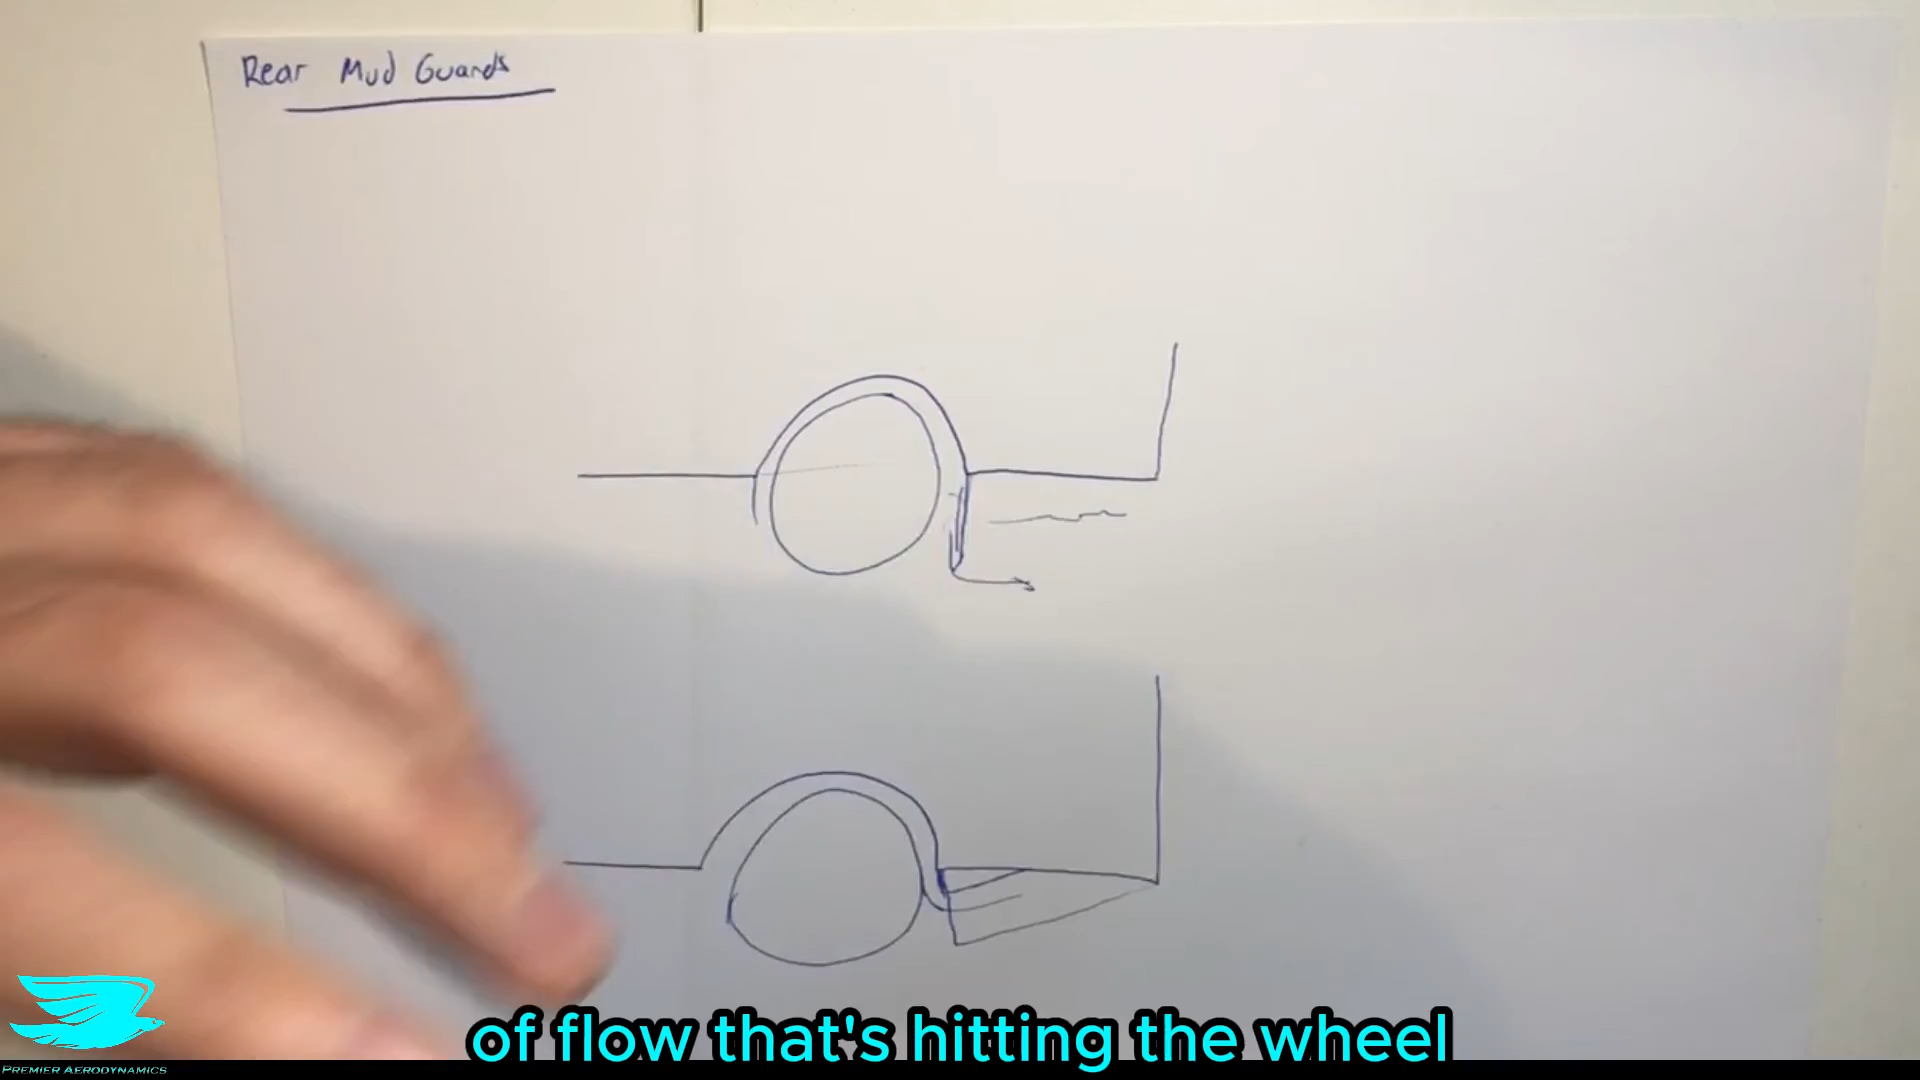 Rear Mud Guards
of flow that's hitting the wheel
PREMIER AERODYNAMICS